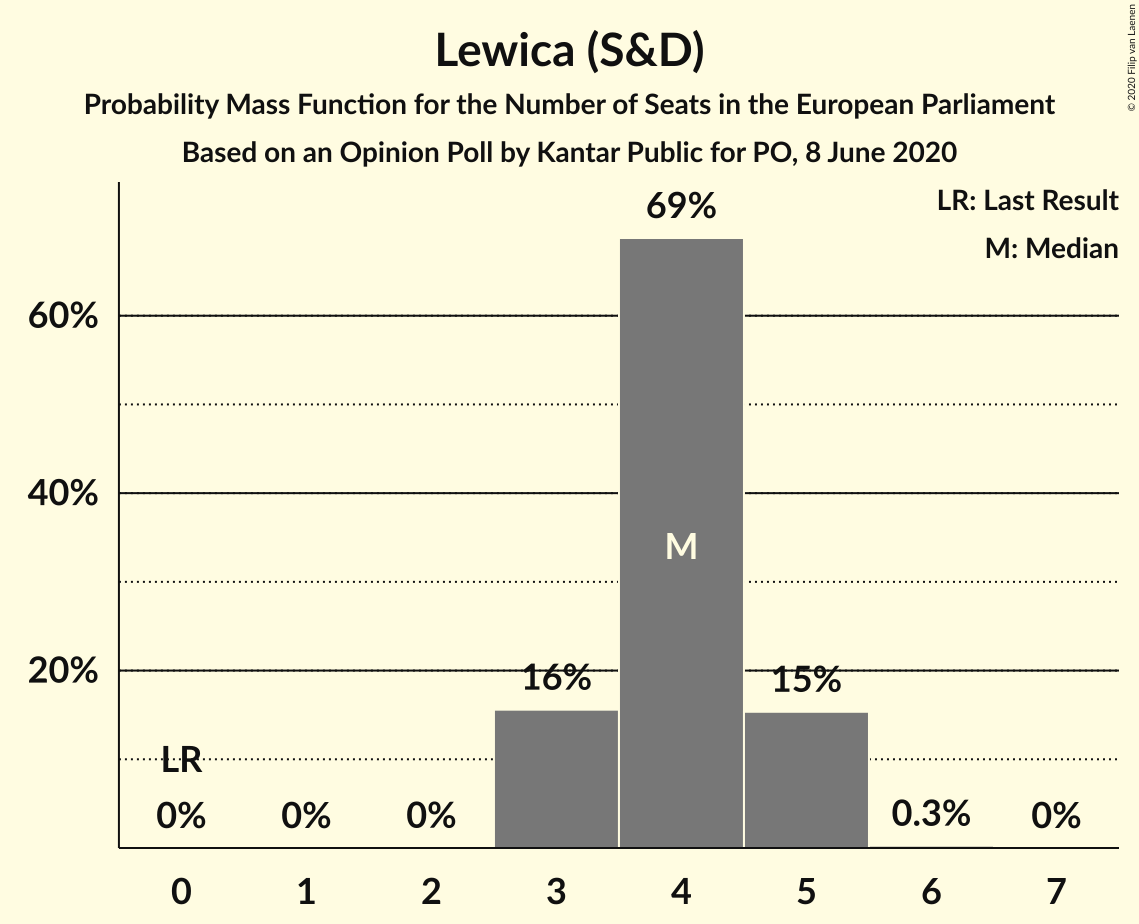 Lewica (S&D)
Probability Mass Function for the Number of Seats in the European Parliament
Based on an Opinion Poll by Kantar Public for PO, 8 June 2020
© 2020 Filip van Laenen
LR: Last Result
M: Median
69%
60%
40%
M
20%
16%
15%
LR
0%
0%
0%
0.3%
0%
0
1
2
3
4
5
6
7